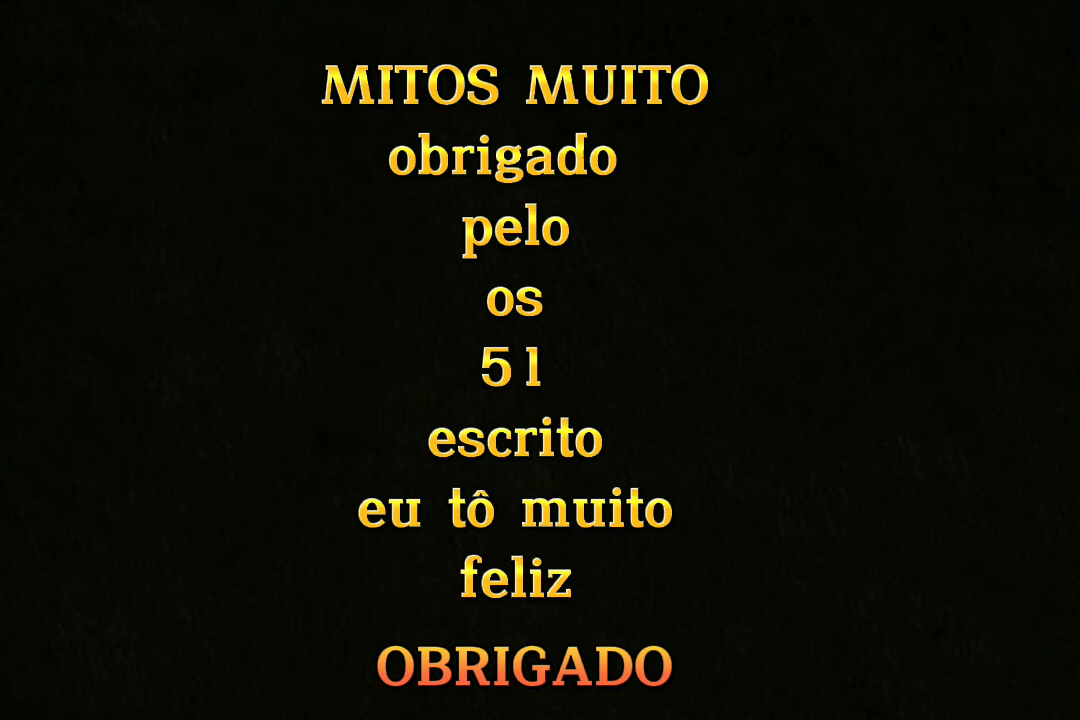 MITOS MUITO
obrigado
pelo
os
5 l
escrito
eu tô muito
feliz
OBRIGADO